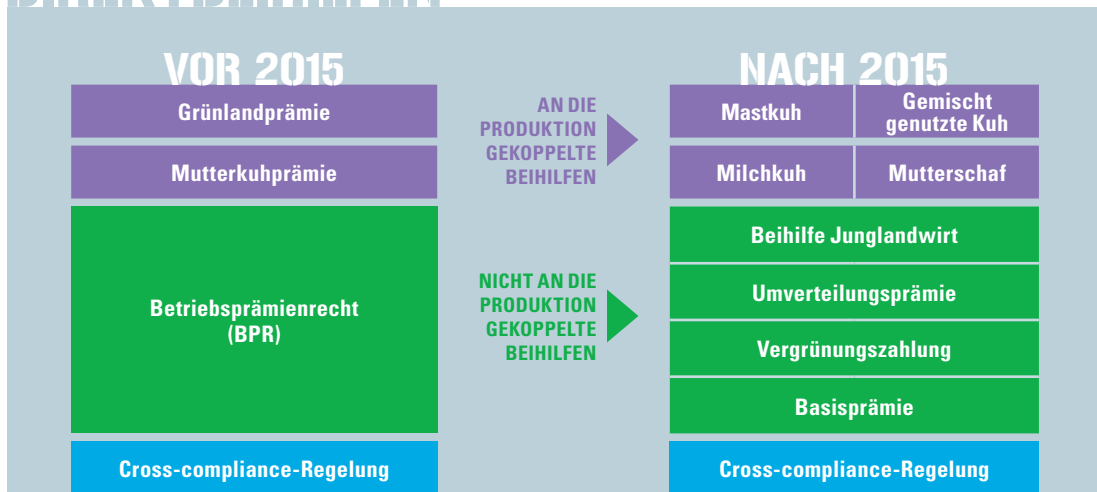 VOR 2015
Grünlandprämie
Mutterkuhprämie
Betriebsprämienrecht
(BPR)
Cross-compliance-Regelung
AN DIE
PRODUKTION
GEKOPPELTE
BEIHILFEN
NICHT AN DIE
PRODUKTION
GEKOPPELTE
BEIHILFEN
NACH 2015
Mastkuh
Gemischt
genutzte Kuh
Milchkuh
Mutterschaf
Beihilfe Junglandwirt
Umverteilungsprämie
Vergrünungszahlung
Basisprämie
Cross-compliance-Regelung